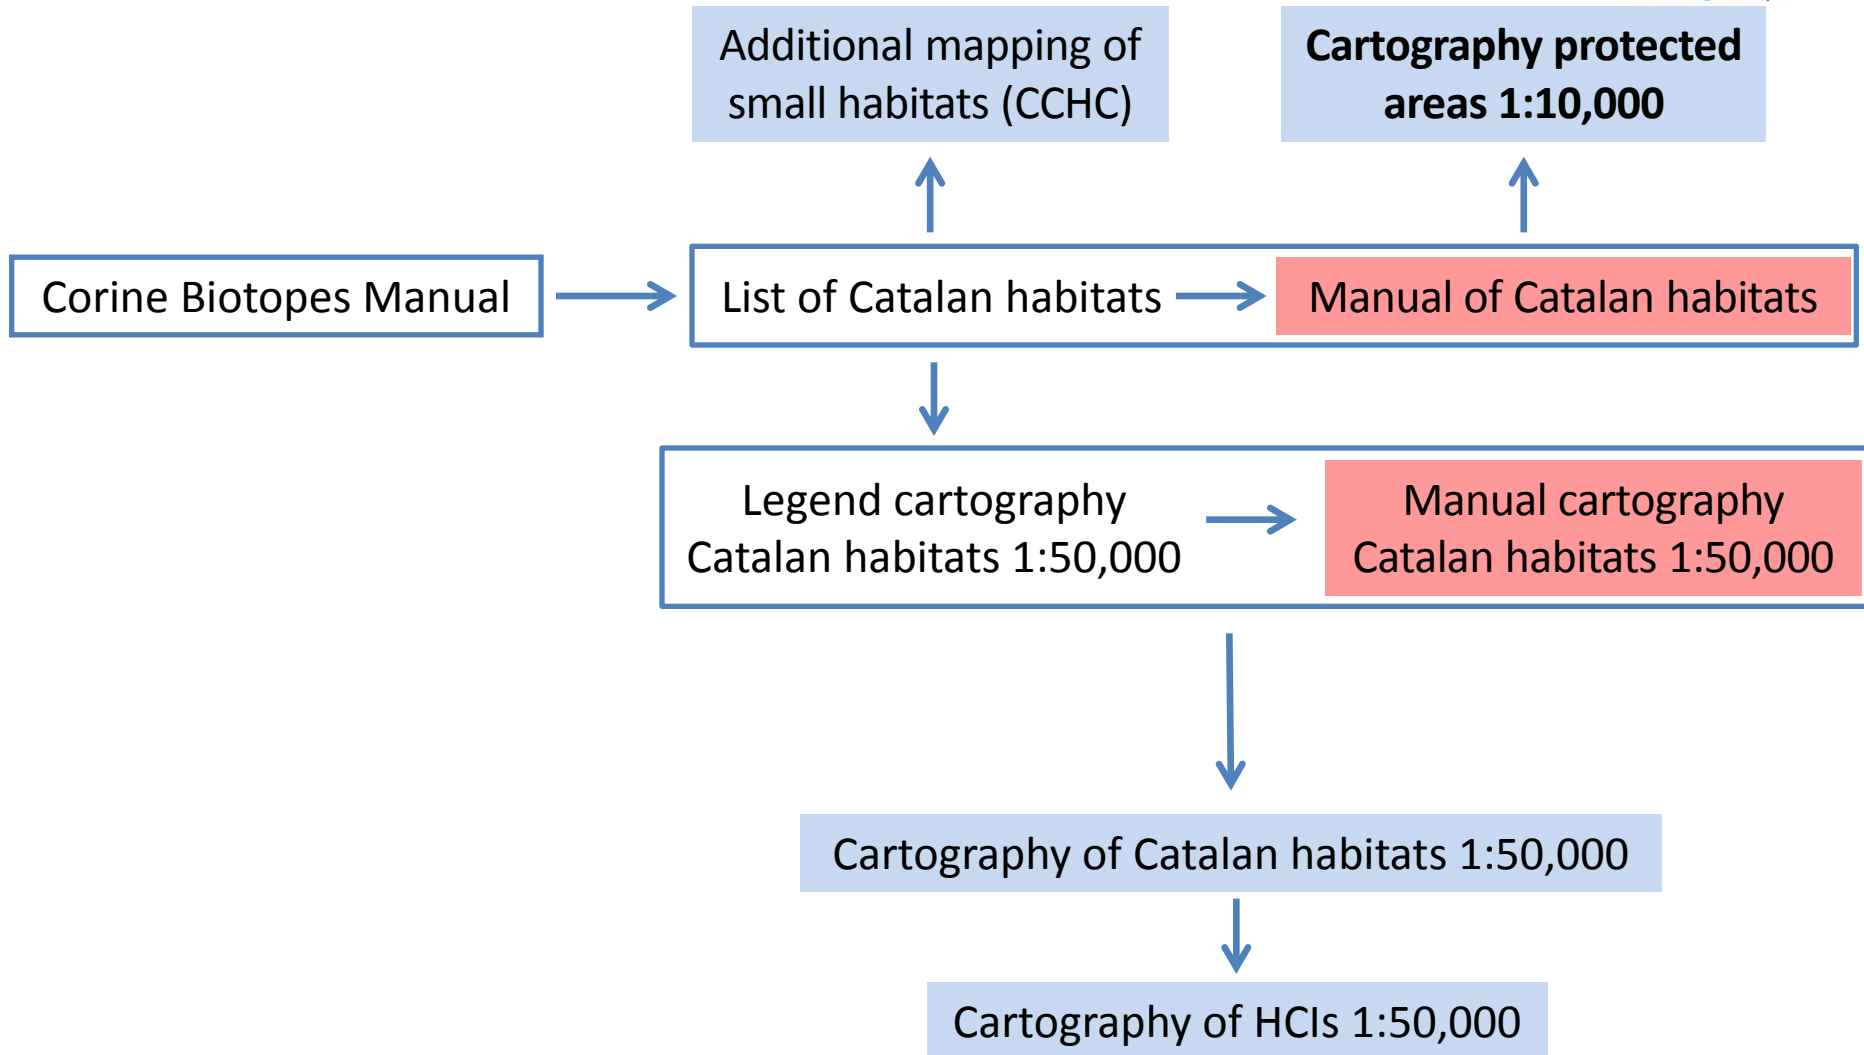 Additional mapping of
small habitats (CCHC)
Cartography protected
areas 1:10,000
Corine Biotopes Manual
List of Catalan habitats
Manual of Catalan habitats
Legend cartography
Catalan habitats 1:50,000
Manual cartography
Catalan habitats 1:50,000
Cartography of Catalan habitats 1:50,000
Cartography of HCIs 1:50,000